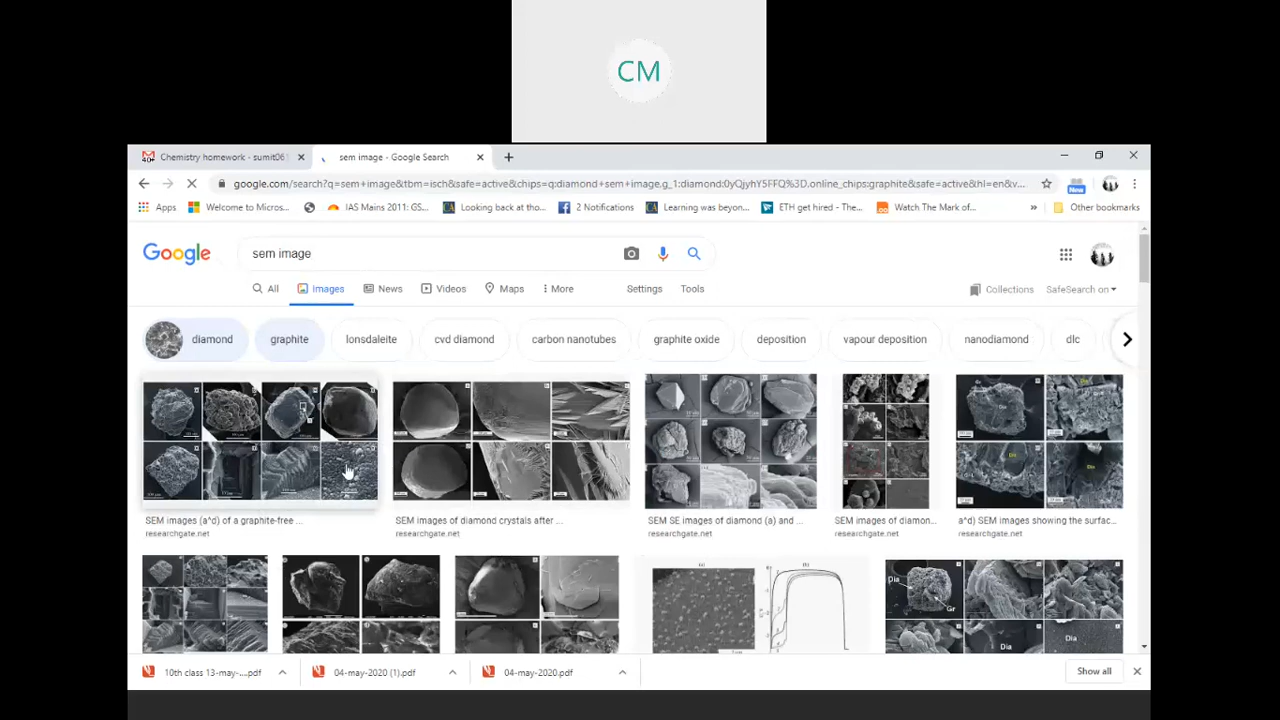 CM
Chemistry homework - sumit061
sem image - Google Search
google.com/search?q=sem+image&tbm=isch&safe=active&chips=q:diamond+sem+image,g_1:diamond:0yQjyhY5FFQ%3D,online_chips:graphite&safe=active&hl=en&v...
New
Apps
Welcome to Micros...
IAS Mains 2011: GS...
Looking back at tho...
2 Notifications
Learning was beyon...
ETH get hired - The...
Watch The Mark of...
»
Other bookmarks
Google
sem image
All
Images
News
Videos
Maps
More
Settings
Tools
Collections
SafeSearch on
diamond
graphite
lonsdaleite
cvd diamond
carbon nanotubes
graphite oxide
deposition
vapour deposition
nanodiamond
dlc
SEM images (a^d) of a graphite-free ...
researchgate.net
SEM images of diamond crystals after ...
researchgate.net
SEM SE images of diamond (a) and ...
researchgate.net
SEM images of diamon...
researchgate.net
a^d) SEM images showing the surfac...
researchgate.net
Dia
Gr
Dia
Dia
10th class 13-may-....pdf
04-may-2020 (1).pdf
04-may-2020.pdf
Show all